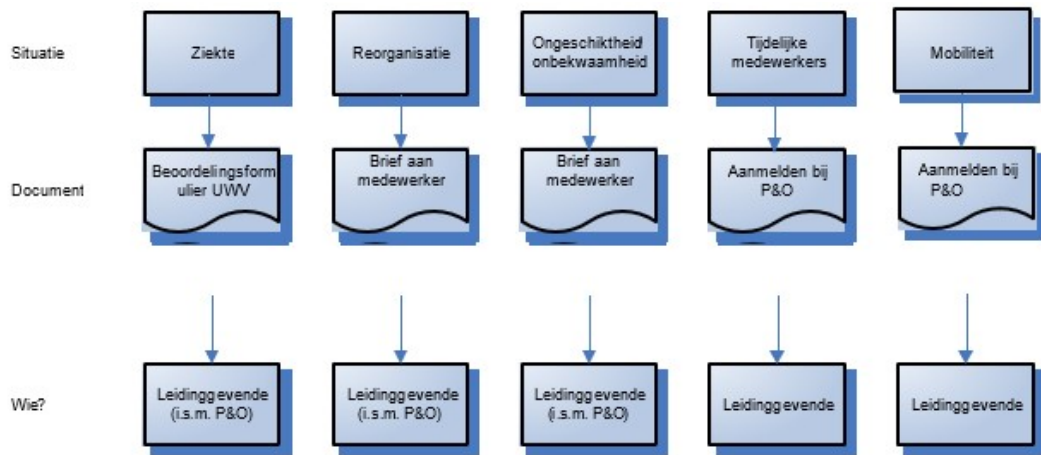 Situatie
Ziekte
Reorganisatie
Ongeschiktheid
onbekwaamheid
Tijdelijke
medewerkers
Mobiliteit
Document
Beoordelingsform
ulier UWV
Brief aan
medewerker
Brief aan
medewerker
Aanmelden bij
P&O
Aanmelden bij
P&O
Wie?
Leidinggevende
(i.s.m. P&O)
Leidinggevende
(i.s.m. P&O)
Leidinggevende
(i.s.m. P&O)
Leidinggevende
Leidinggevende